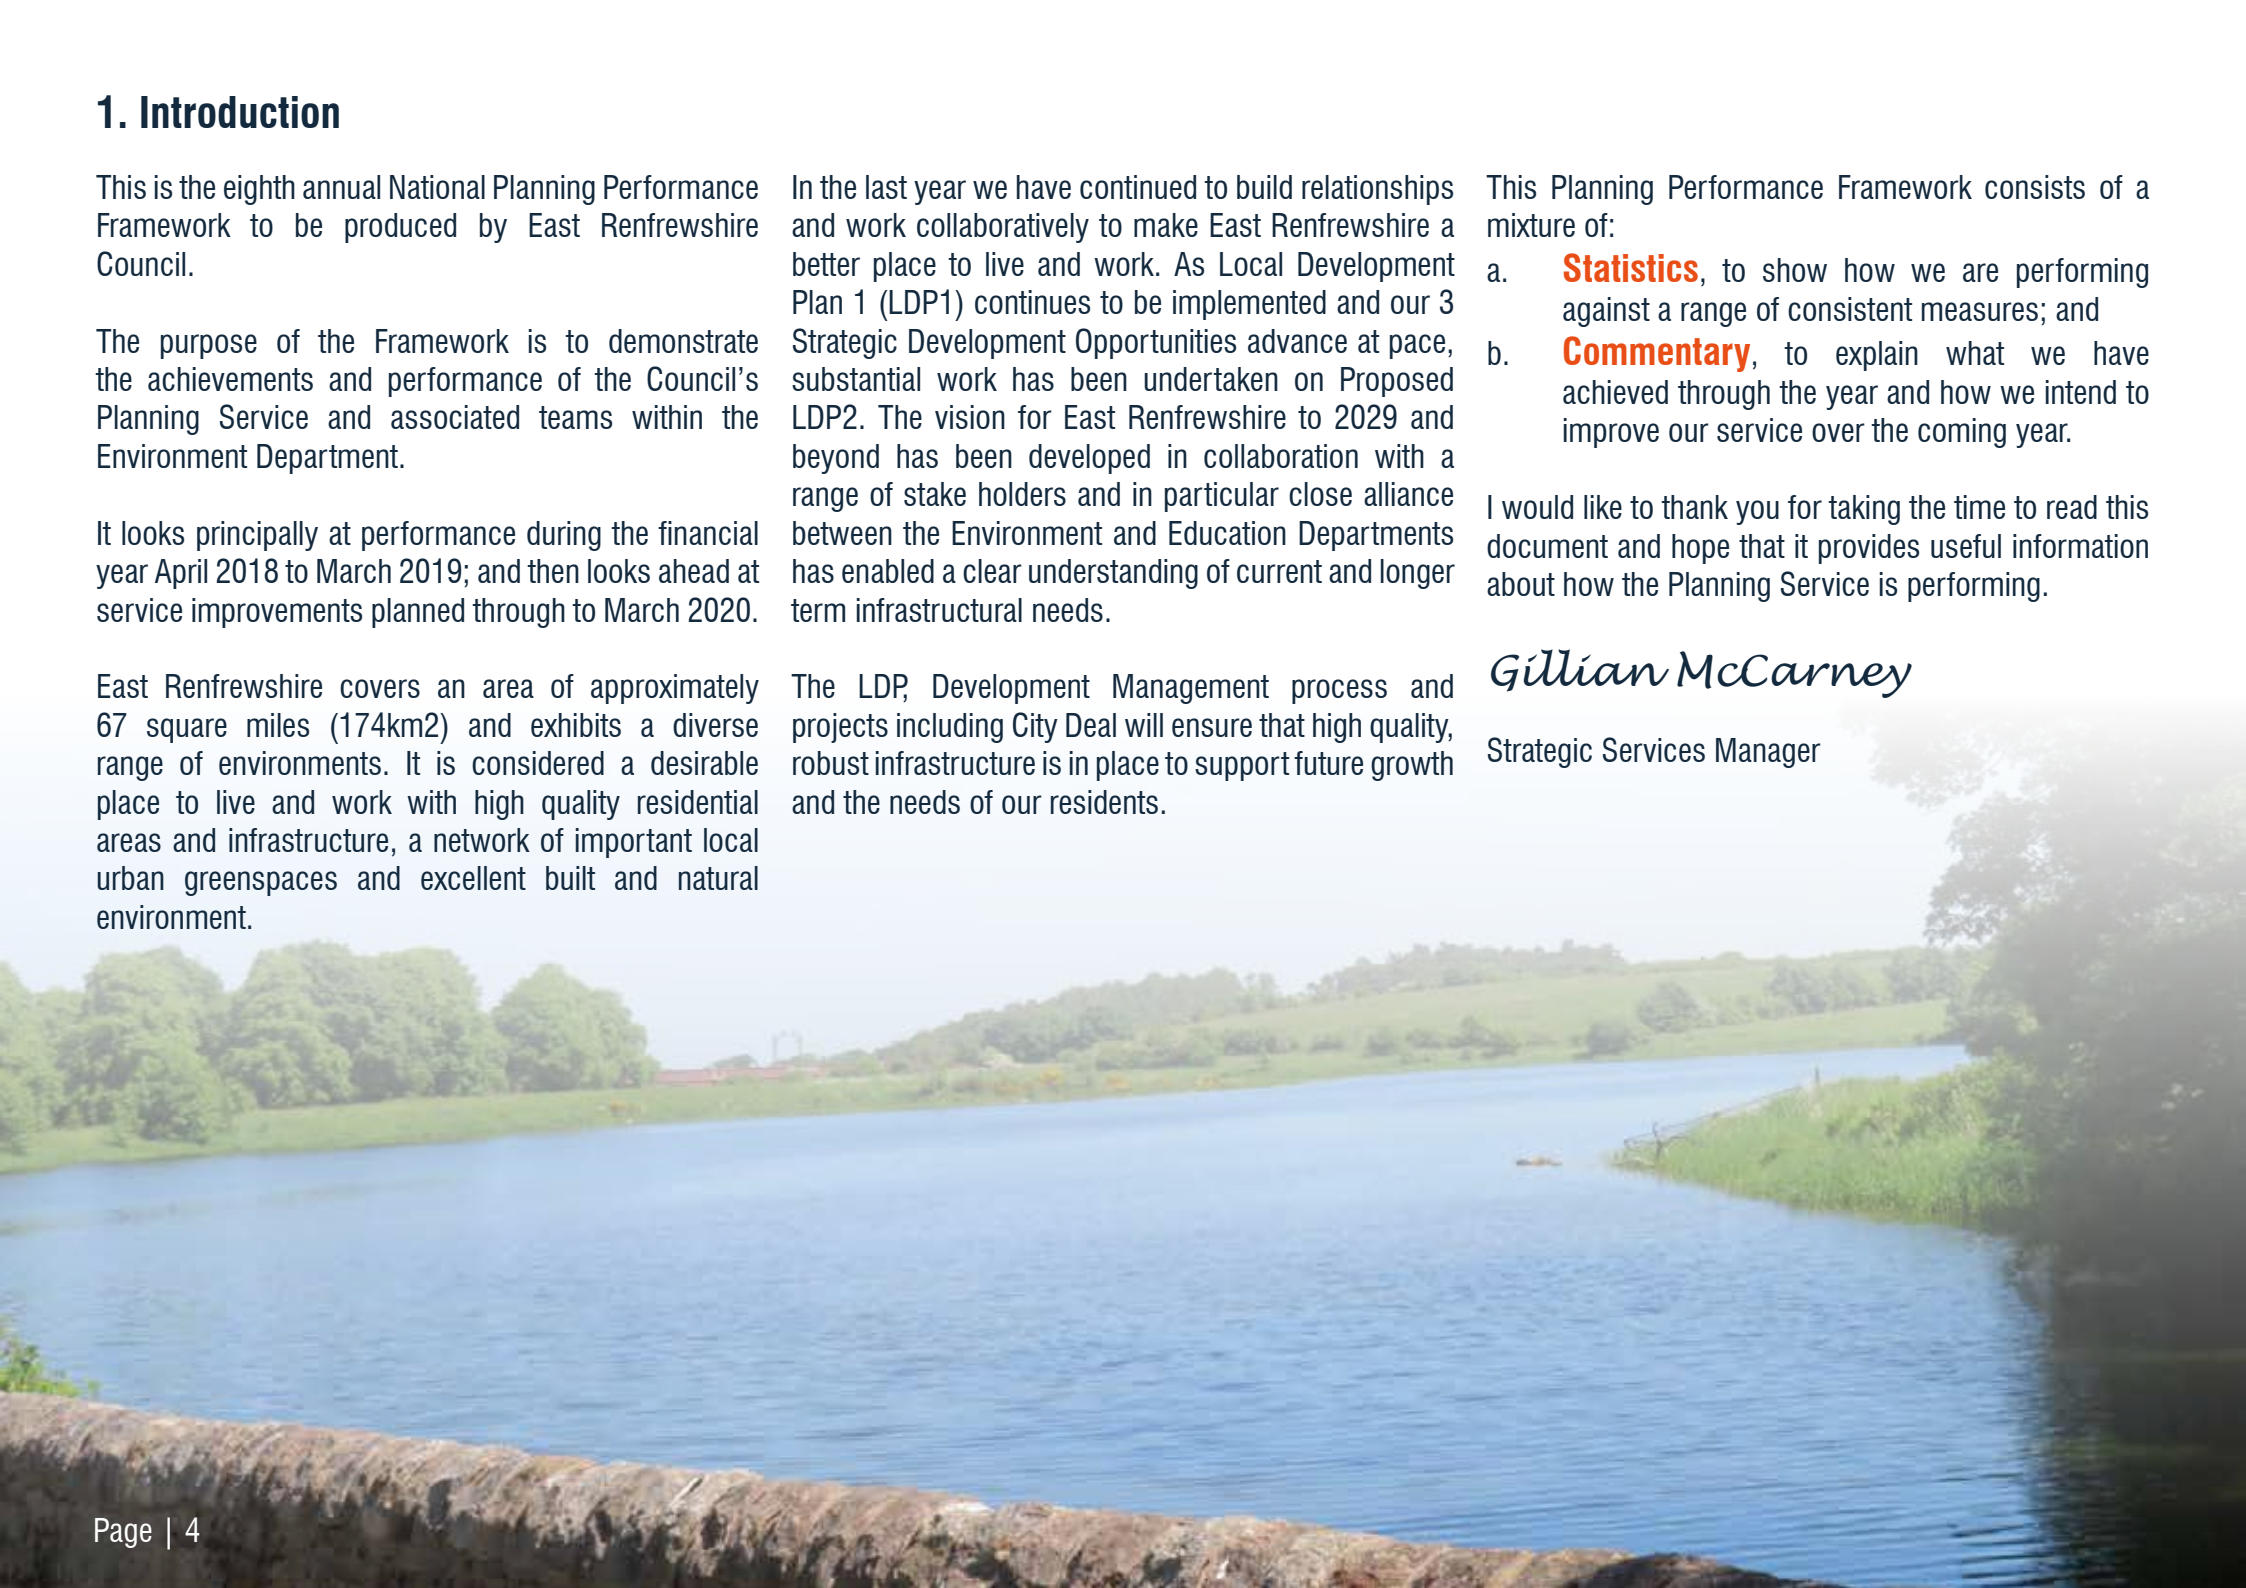 1. Introduction
This is the eighth annual National Planning Performance
Framework to be produced by East Renfrewshire
Council.
The purpose of the Framework is to demonstrate
the achievements and performance of the Council’s
Planning Service and associated teams within the
Environment Department.
It looks principally at performance during the financial
year April 2018 to March 2019; and then looks ahead at
service improvements planned through to March 2020.
East Renfrewshire covers an area of approximately
67 square miles (174km2) and exhibits a diverse
range of environments. It is considered a desirable
place to live and work with high quality residential
areas and infrastructure, a network of important local
urban greenspaces and excellent built and natural
environment.
In the last year we have continued to build relationships
and work collaboratively to make East Renfrewshire a
better place to live and work. As Local Development
Plan 1 (LDP1) continues to be implemented and our 3
Strategic Development Opportunities advance at pace,
substantial work has been undertaken on Proposed
LDP2. The vision for East Renfrewshire to 2029 and
beyond has been developed in collaboration with a
range of stake holders and in particular close alliance
between the Environment and Education Departments
has enabled a clear understanding of current and longer
term infrastructural needs.
The LDP, Development Management process and
projects including City Deal will ensure that high quality,
robust infrastructure is in place to support future growth
and the needs of our residents.
This Planning Performance Framework consists of a
mixture of:
a. Statistics, to show how we are performing
against a range of consistent measures; and
b. Commentary, to explain what we have
achieved through the year and how we intend to
improve our service over the coming year.
I would like to thank you for taking the time to read this
document and hope that it provides useful information
about how the Planning Service is performing.
Gillian McCarney
Strategic Services Manager
Page | 4